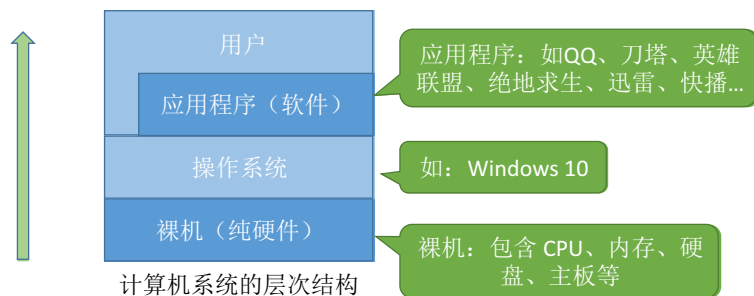 用户
应用程序（软件）
操作系统
裸机（纯硬件）
计算机系统的层次结构
应用程序：如QQ、刀塔、英雄
联盟、绝地求生、迅雷、快播…
如：Windows 10
裸机：包含 CPU、内存、硬
盘、主板等